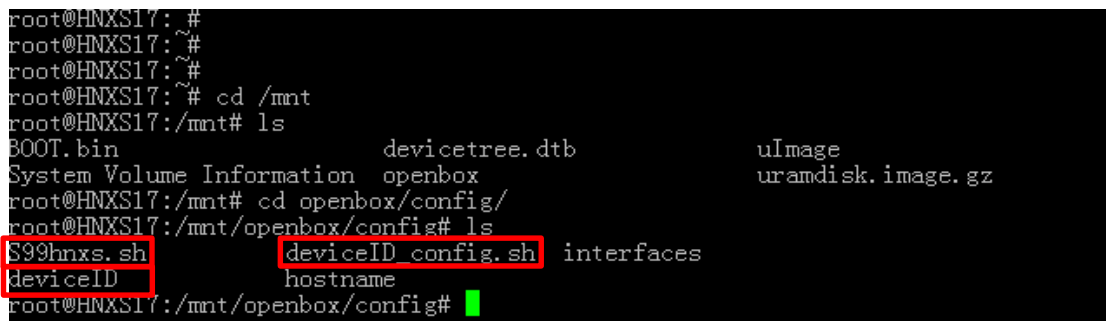 root@HNXS17:~#
root@HNXS17:~#
root@HNXS17:~#
root@HNXS17:~# cd /mnt
root@HNXS17:/mnt# ls
BOOT.bin devicetree.dtb uImage
System Volume Information openbox uramdisk.image.gz
root@HNXS17:/mnt# cd openbox/config/
root@HNXS17:/mnt/openbox/config# ls
S99hnxs.sh deviceID_config.sh interfaces
deviceID hostname
root@HNXS17:/mnt/openbox/config#